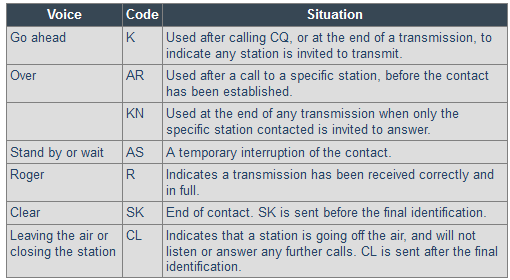 Voice Code Situation
Go ahead K Used after calling CQ, or at the end of a transmission, to
indicate any station is invited to transmit.
Over AR Used after a call to a specific station, before the contact
has been established.
KN Used at the end of any transmission when only the
specific station contacted is invited to answer.
Stand by or wait AS A temporary interruption of the contact.
Roger R Indicates a transmission has been received correctly and
in full.
Clear SK End of contact. SK is sent before the final identification.
Leaving the air or CL Indicates that a station is going off the air, and will not
closing the station listen or answer any further calls. CL is sent after the final
identification.